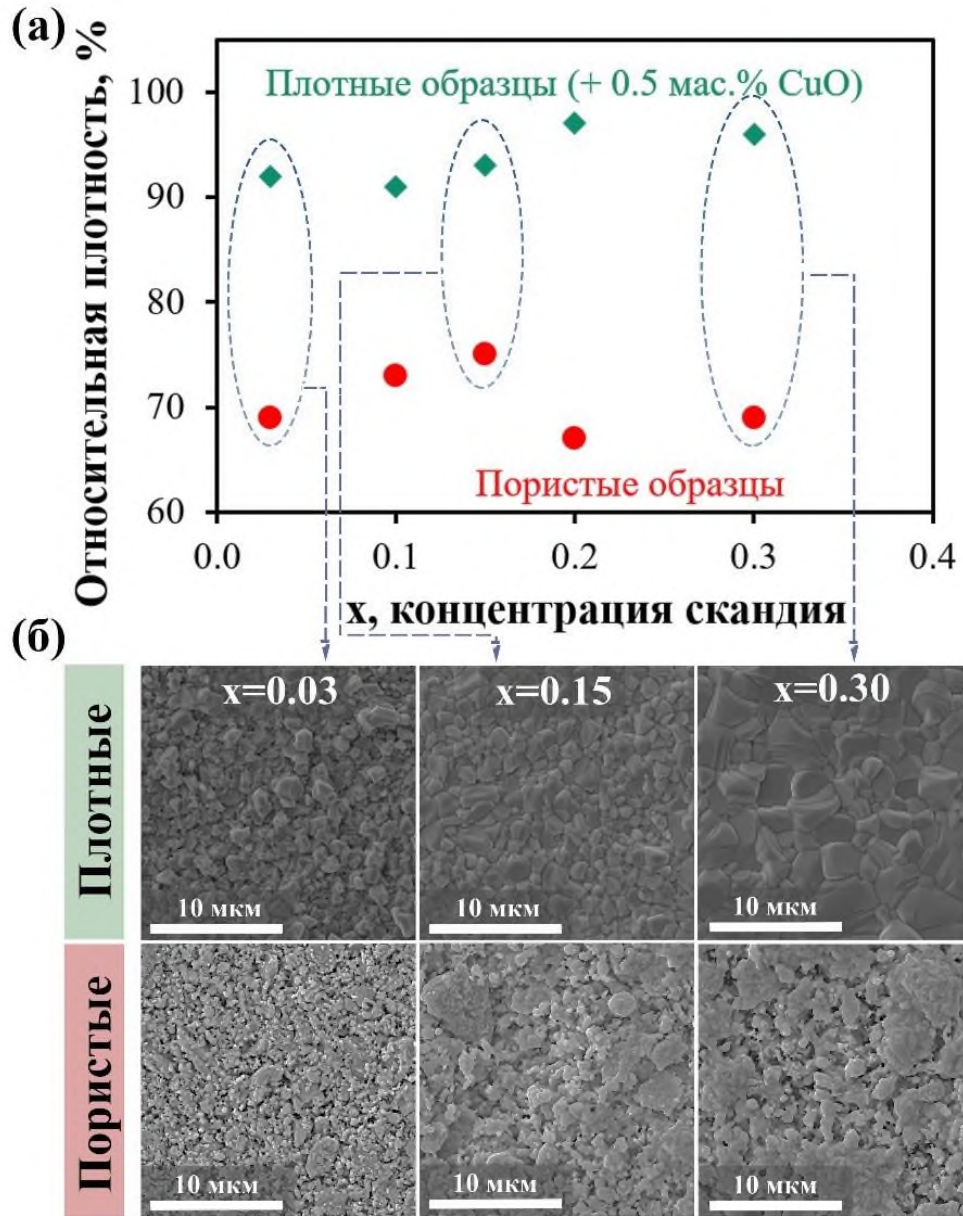 (а)
Относительная плотность, %
100
90
80
70
60
Плотные образцы (+ 0.5 мас.% CuO)
Пористые образцы
0.0 0.1 0.2 0.3 0.4
x, концентрация скандия
(б)
Плотные
x=0.03 x=0.15 x=0.30
10 мкм 10 мкм 10 мкм
Пористые
10 мкм 10 мкм 10 мкм